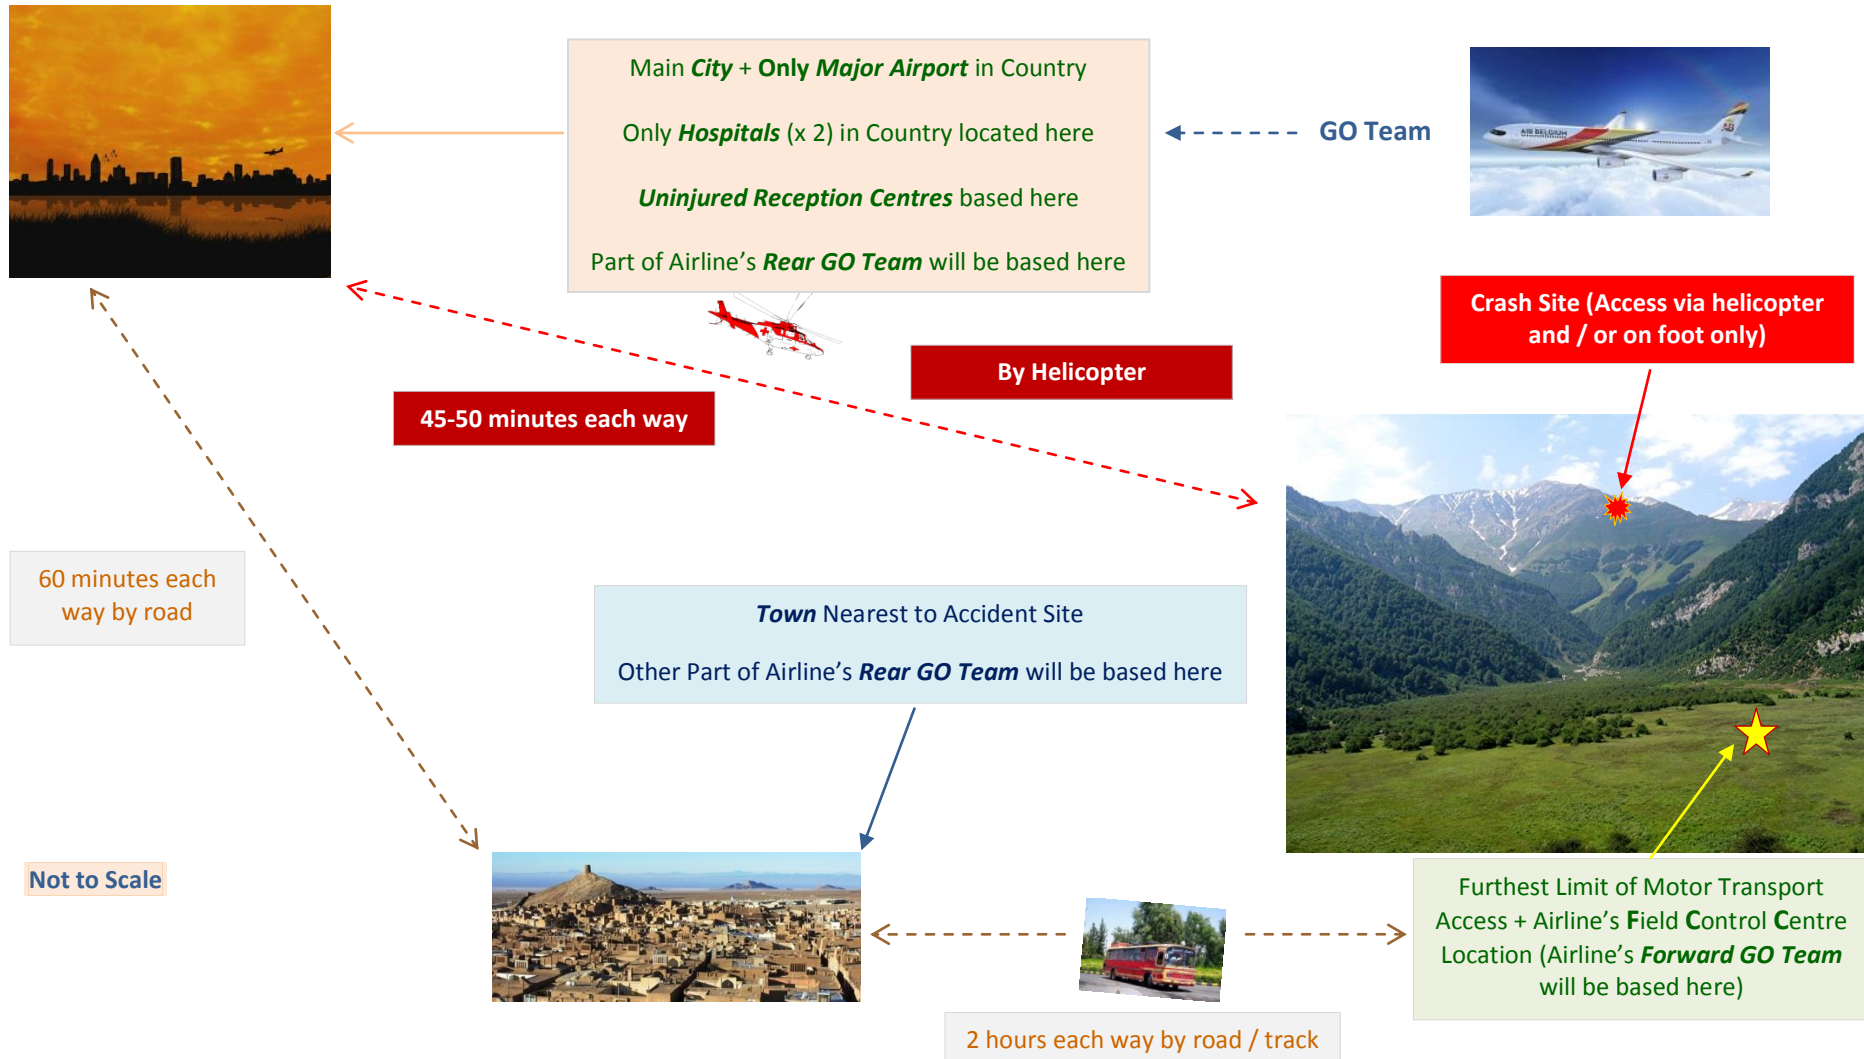 Main City + Only Major Airport in Country
Only Hospitals (x 2) in Country located here
Uninjured Reception Centres based here
Part of Airline's Rear GO Team will be based here
GO Team
AIR BELGIUM
Crash Site (Access via helicopter
and / or on foot only)
By Helicopter
45-50 minutes each way
60 minutes each
way by road
Town Nearest to Accident Site
Other Part of Airline's Rear GO Team will be based here
Not to Scale
Furthest Limit of Motor Transport
Access + Airline's Field Control Centre
Location (Airline's Forward GO Team
will be based here)
2 hours each way by road / track